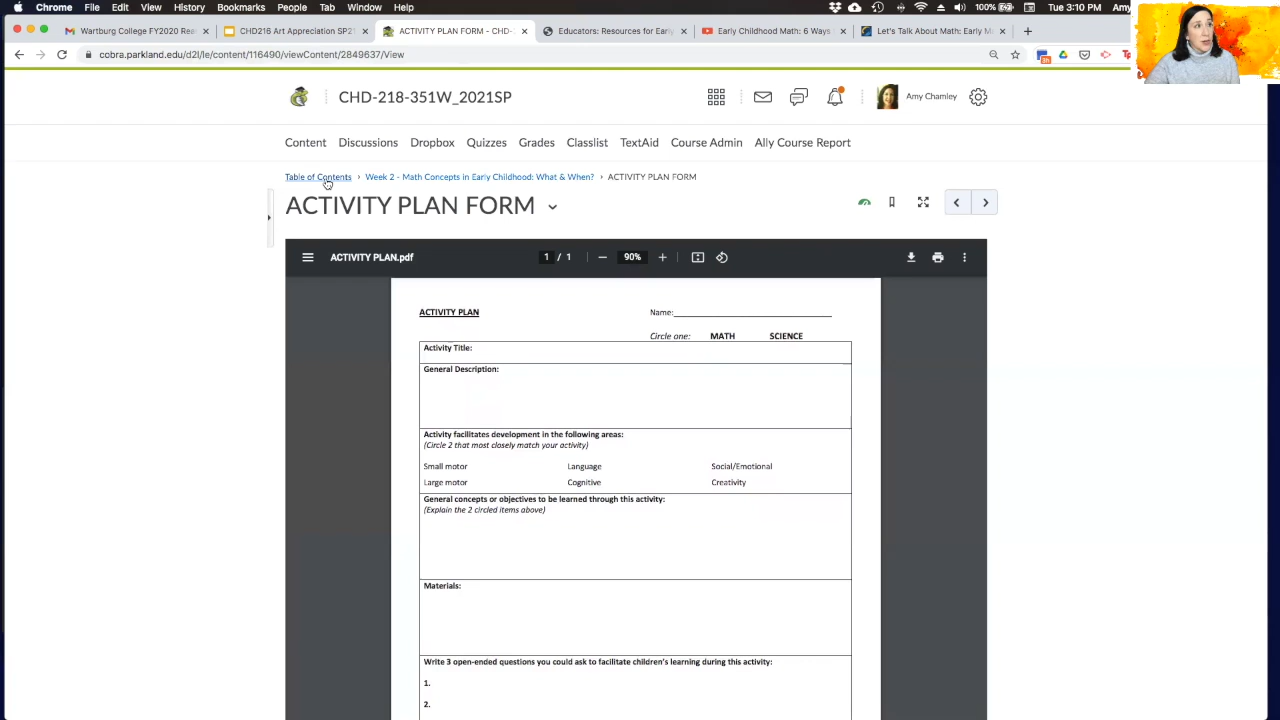 Chrome File Edit View History Bookmarks People Tab Window Help 100% Tue 3:10 PM Am
Wartburg College FY2020 Rea × CHD216 Art Appreciation SP21 × ACTIVITY PLAN FORM - CHD- × Educators: Resources for Early × Early Childhood Math: 6 Ways × Let's Talk About Math: Early M × +
cobra.parkland.edu/d2l/le/content/116490/viewContent/2849637/View
CHD-218-351W_2021SP
Amy Chamley
Content Discussions Dropbox Quizzes Grades Classlist TextAid Course Admin Ally Course Report
Table of Contents › Week 2 - Math Concepts in Early Childhood: What & When? › ACTIVITY PLAN FORM
ACTIVITY PLAN FORM
ACTIVITY PLAN.pdf 1 / 1 90%
ACTIVITY PLAN Name:
Circle one: MATH SCIENCE
Activity Title:
General Description:
Activity facilitates development in the following areas:
(Circle 2 that most closely match your activity)
Small motor Language Social/Emotional
Large motor Cognitive Creativity
General concepts or objectives to be learned through this activity:
(Explain the 2 circled items above)
Materials:
Write 3 open-ended questions you could ask to facilitate children's learning during this activity:
1.
2.